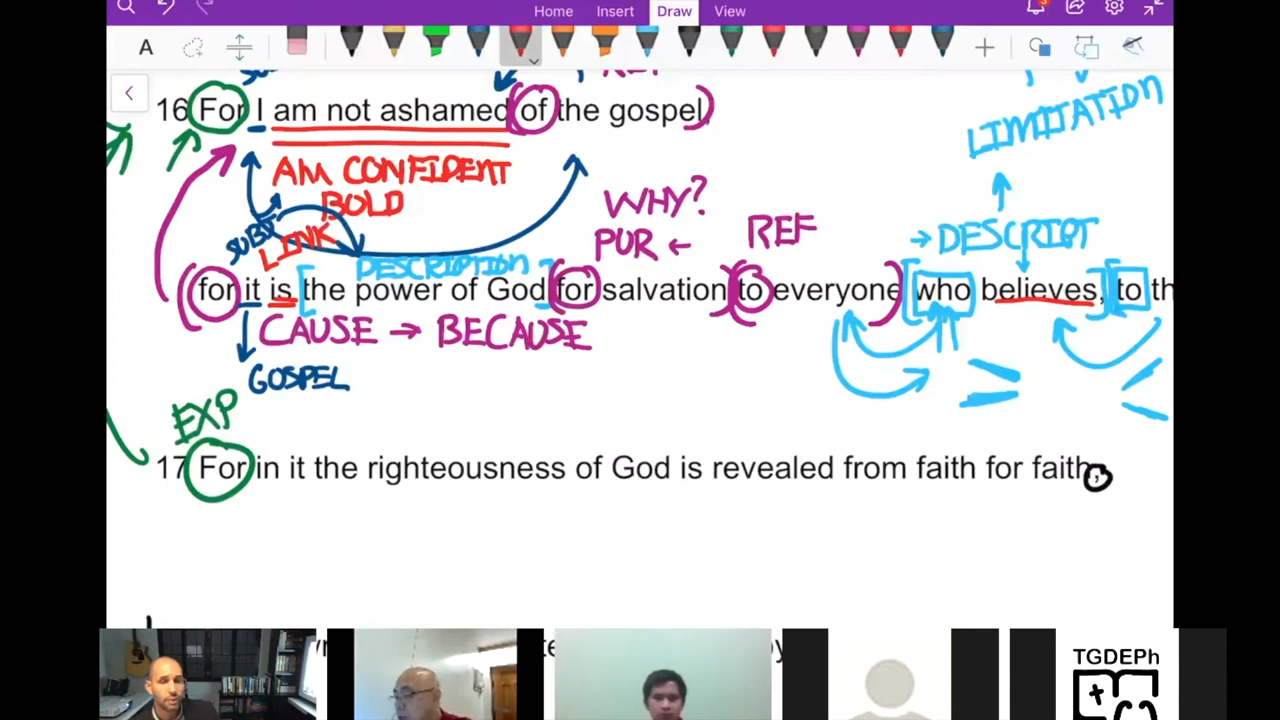 Home Insert Draw View
A
LIMITATION
16 For I am not ashamed of the gospel,
AM CONFIDENT
BOLD
WHY?
PUR ←
REF
→ DESCRIPT
SUBJ
LINK
DESCRIPTION
for it is the power of God for salvation to everyone who believes, to th
CAUSE → BECAUSE
GOSPEL
EXP
17 For in it the righteousness of God is revealed from faith for faith,
TGDEPh